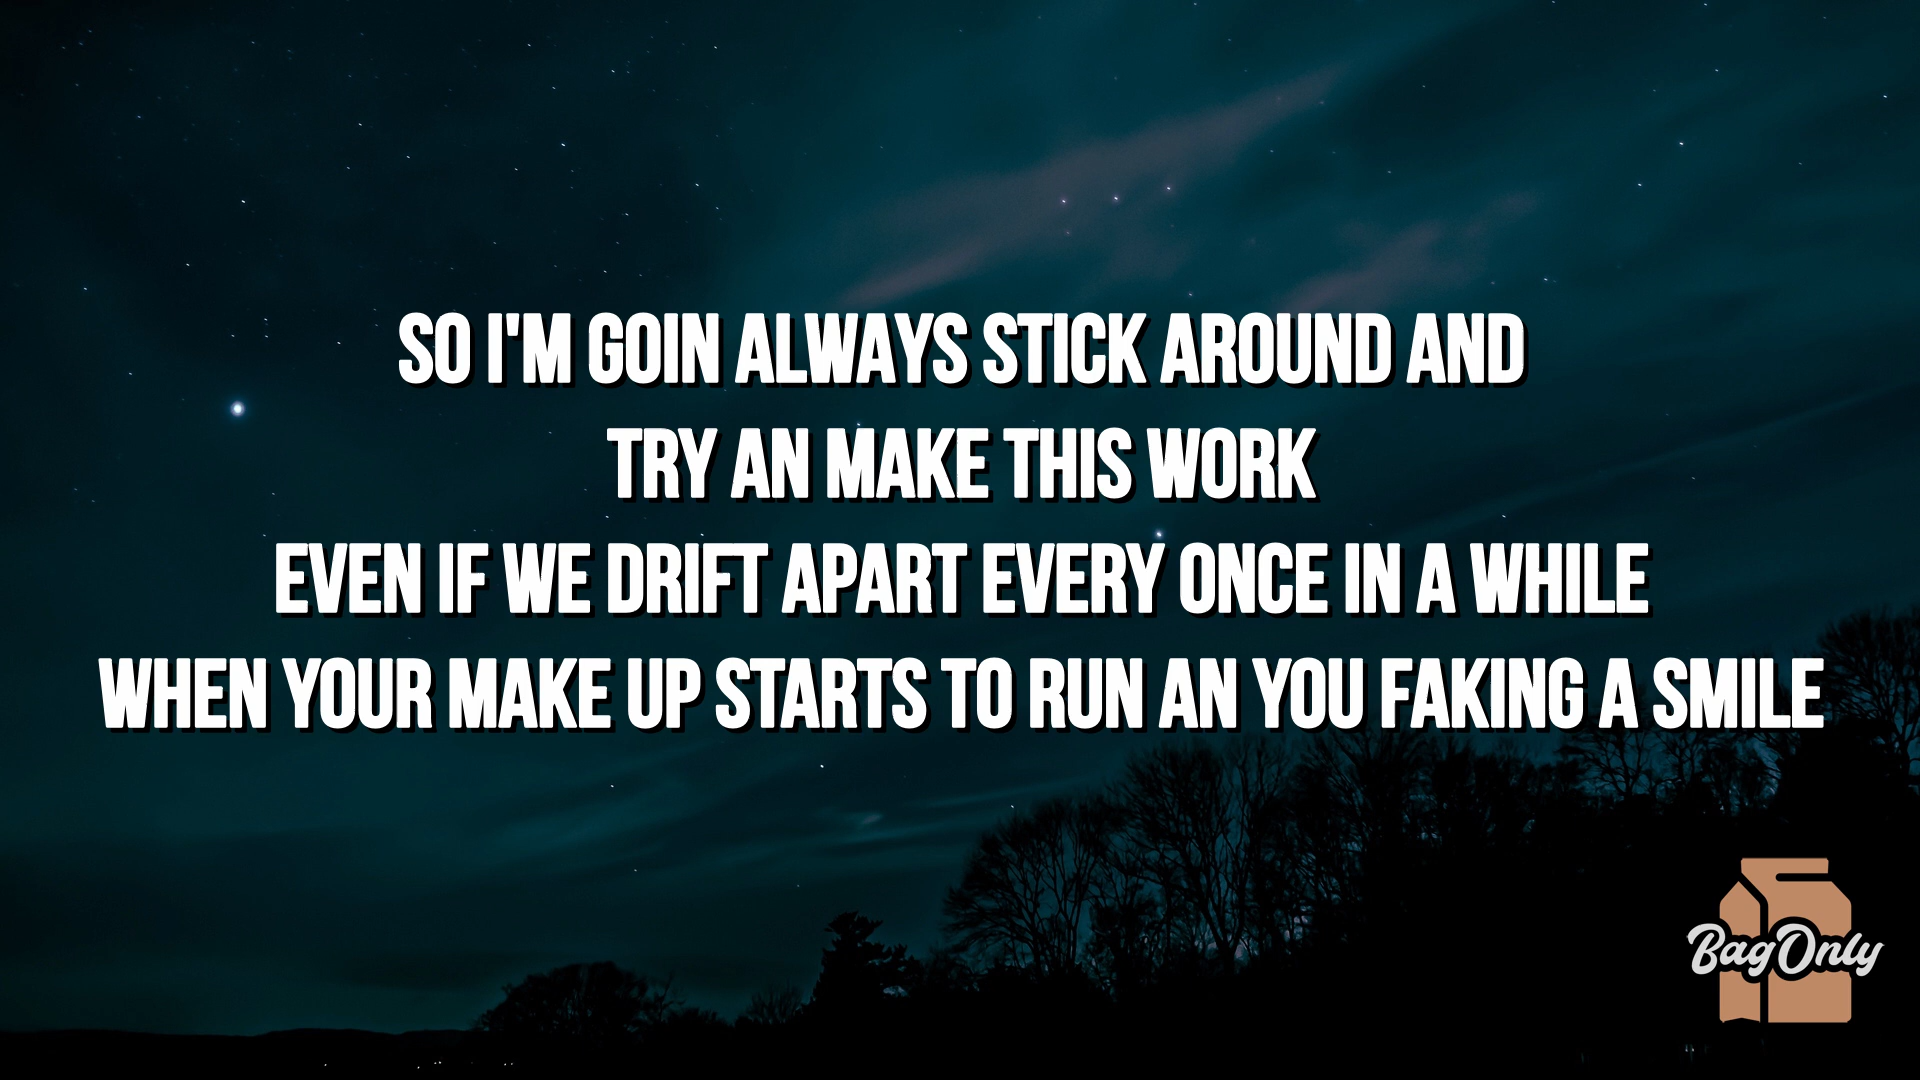 SO I'M GOIN ALWAYS STICK AROUND AND
TRY AN MAKE THIS WORK
EVEN IF WE DRIFT APART EVERY ONCE IN A WHILE
WHEN YOUR MAKE UP STARTS TO RUN AN YOU FAKING A SMILE
BagOnly